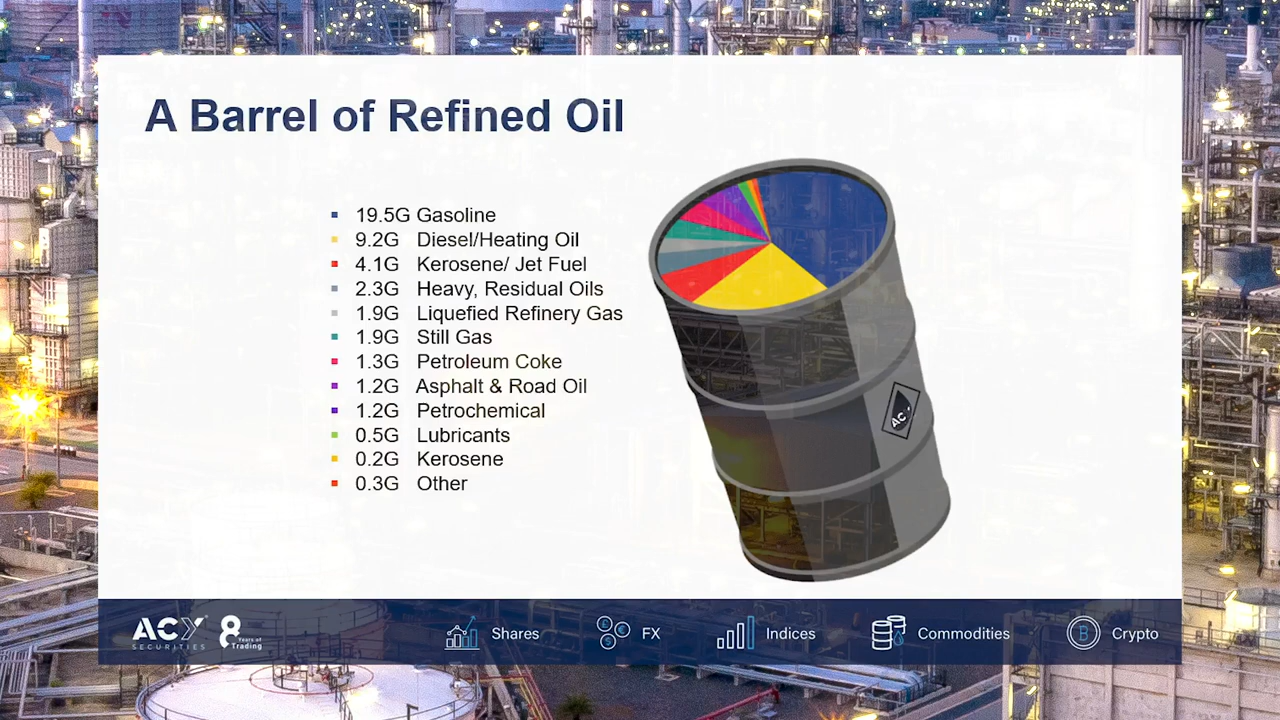 A Barrel of Refined Oil
19.5G Gasoline
9.2G Diesel/Heating Oil
4.1G Kerosene/ Jet Fuel
2.3G Heavy, Residual Oils
1.9G Liquefied Refinery Gas
1.9G Still Gas
1.3G Petroleum Coke
1.2G Asphalt & Road Oil
1.2G Petrochemical
0.5G Lubricants
0.2G Kerosene
0.3G Other
ACY
SECURITIES
8
Years of
Trading
Shares
FX
Indices
Commodities
Crypto